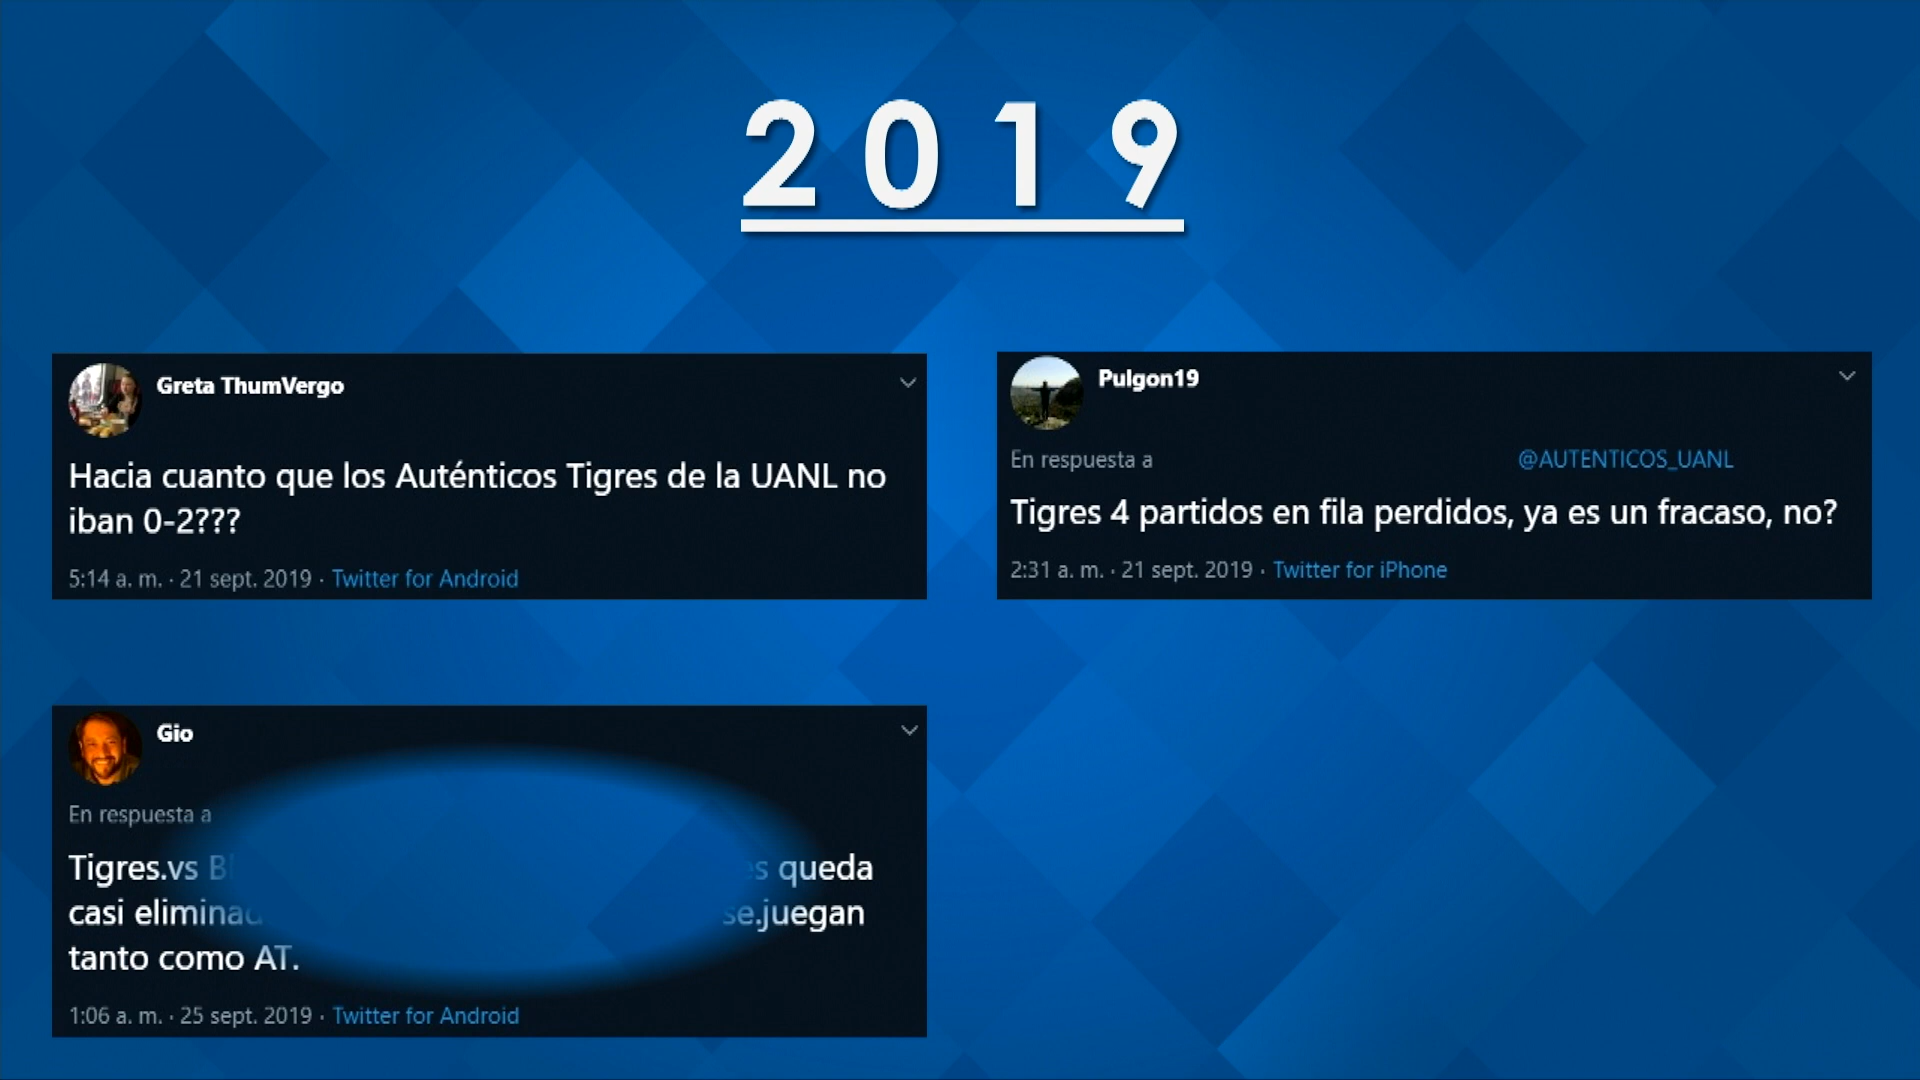 2019
Greta ThumVergo
Hacia cuanto que los Auténticos Tigres de la UANL no
iban 0-2???
5:14 a. m. · 21 sept. 2019 · Twitter for Android
Pulgon19
En respuesta a @AUTENTICOS_UANL
Tigres 4 partidos en fila perdidos, ya es un fracaso, no?
2:31 a. m. · 21 sept. 2019 · Twitter for iPhone
Gio
En respuesta a
Tigres.vs queda
casi se.juegan
tanto como AT.
1:06 a. m. · 25 sept. 2019 · Twitter for Android